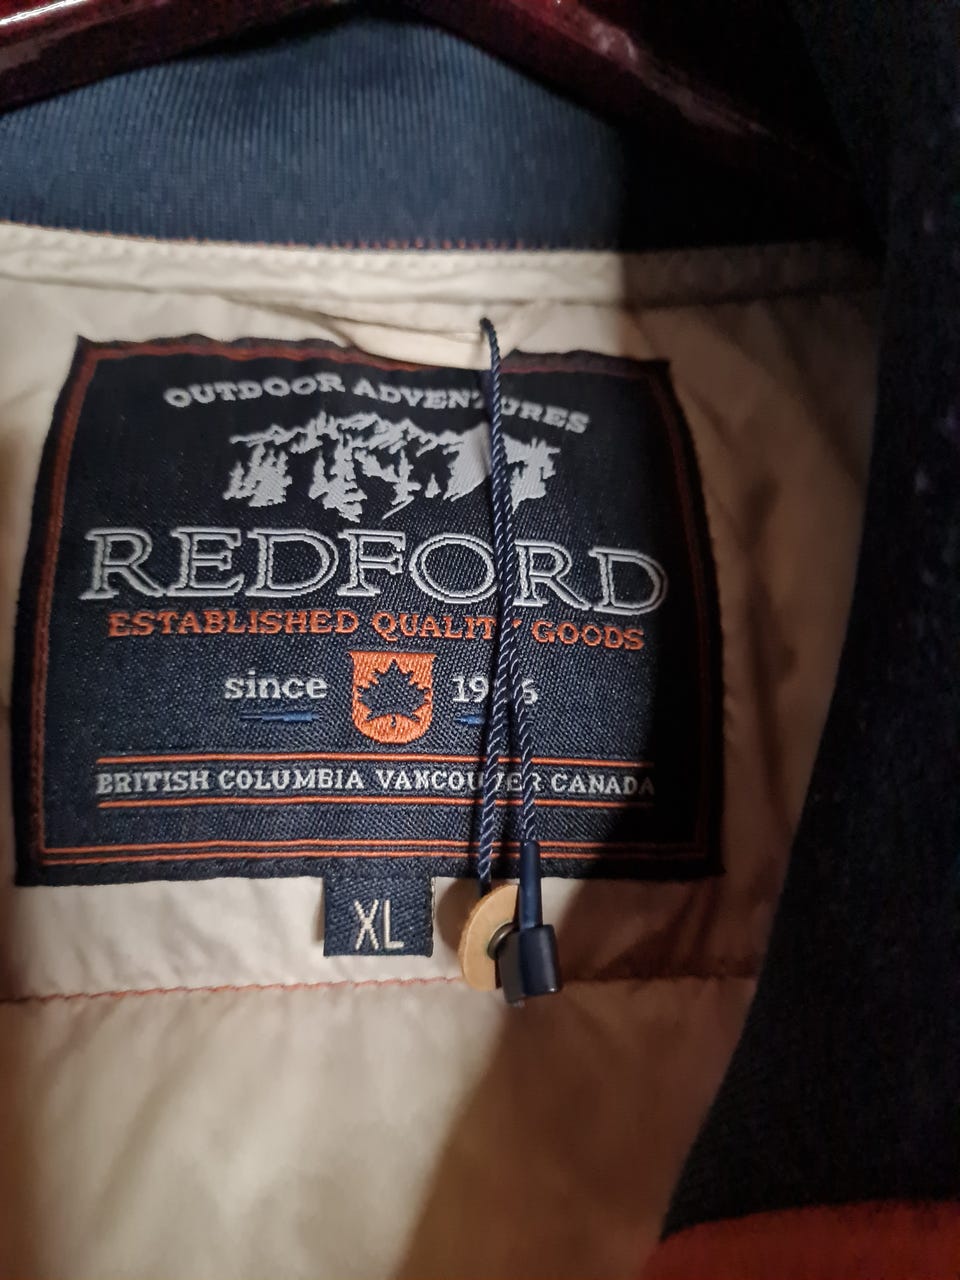 OUTDOOR ADVENTURES
REDFORD
ESTABLISHED QUALITY GOODS
since
BRITISH COLUMBIA VANCOUVER CANADA
XL